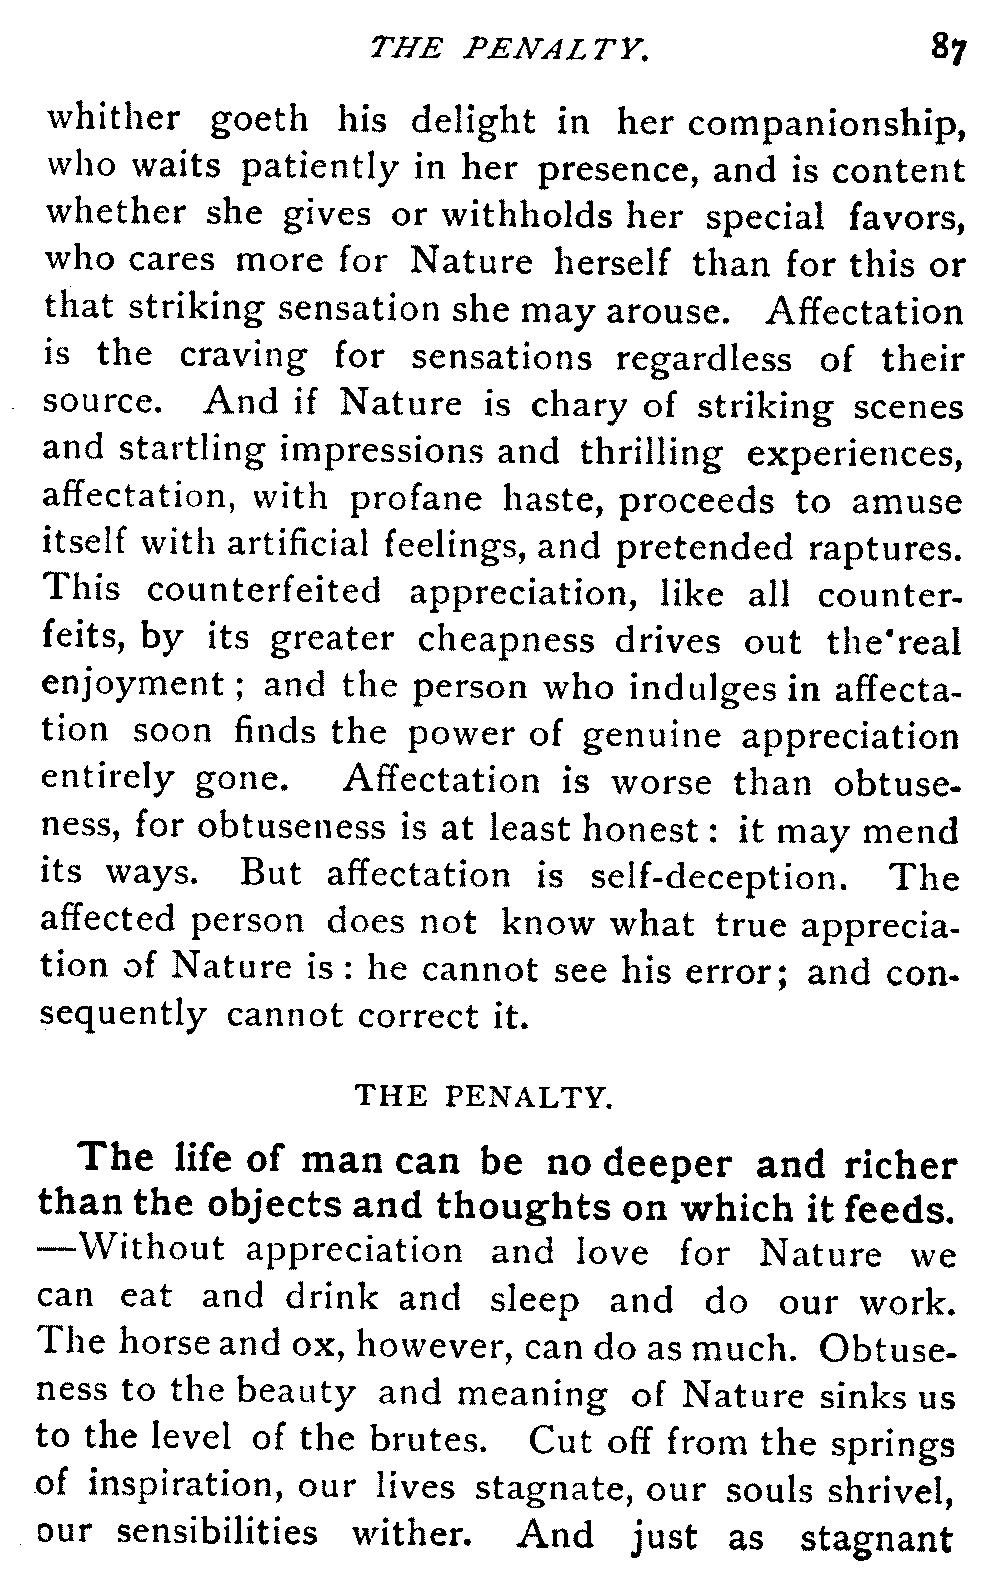 THE PENALTY. 87
whither goeth his delight in her companionship,
who waits patiently in her presence, and is content
whether she gives or withholds her special favors,
who cares more for Nature herself than for this or
that striking sensation she may arouse. Affectation
is the craving for sensations regardless of their
source. And if Nature is chary of striking scenes
and startling impressions and thrilling experiences,
affectation, with profane haste, proceeds to amuse
itself with artificial feelings, and pretended raptures.
This counterfeited appreciation, like all counter-
feits, by its greater cheapness drives out the real
enjoyment ; and the person who indulges in affecta-
tion soon finds the power of genuine appreciation
entirely gone. Affectation is worse than obtuse-
ness, for obtuseness is at least honest : it may mend
its ways. But affectation is self-deception. The
affected person does not know what true apprecia-
tion of Nature is : he cannot see his error; and con-
sequently cannot correct it.
THE PENALTY.
The life of man can be no deeper and richer
than the objects and thoughts on which it feeds.
—Without appreciation and love for Nature we
can eat and drink and sleep and do our work.
The horse and ox, however, can do as much. Obtuse-
ness to the beauty and meaning of Nature sinks us
to the level of the brutes. Cut off from the springs
of inspiration, our lives stagnate, our souls shrivel,
our sensibilities wither. And just as stagnant